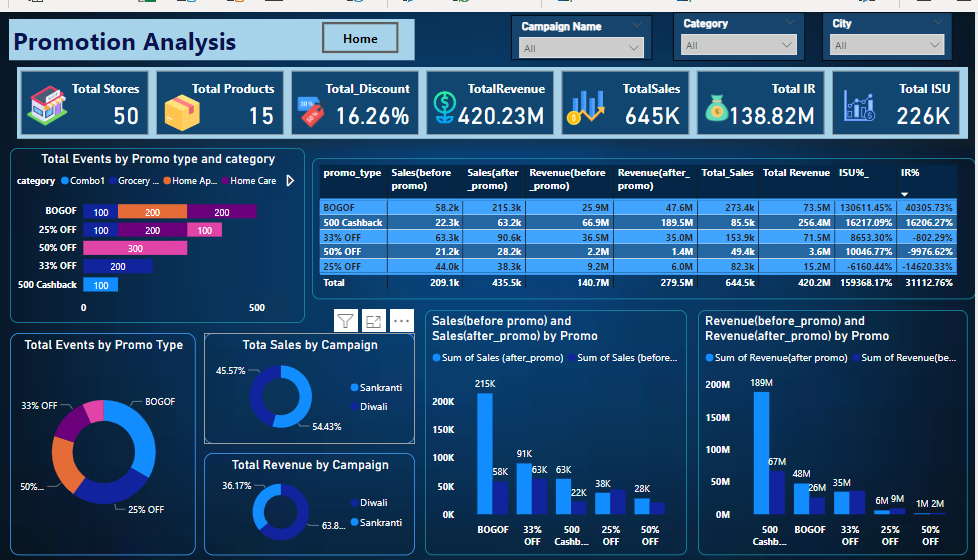 Promotion Analysis
Home
Campaign Name
All
Category
All
City
All
Total Stores
50
Total Products
15
Total_Discount
16.26%
TotalRevenue
420.23M
TotalSales
645K
Total IR
138.82M
Total ISU
226K
Total Events by Promo type and category
category Combo1 Grocery ... Home Ap... Home Care
BOGOF 100 200 200
25% OFF 100 200 100
50% OFF 300
33% OFF 200
500 Cashback 100
0 500
promo_type Sales(before promo) Sales(after _promo) Revenue(before _promo) Revenue(after_ promo) Total_Sales Total Revenue ISU%_ IR%
BOGOF 58.2k 215.3k 25.9M 47.6M 273.4k 73.5M 130611.45% 40305.73%
500 Cashback 22.3k 63.2k 66.9M 189.5M 85.5k 256.4M 16217.09% 16206.27%
33% OFF 63.3k 90.6k 36.5M 35.0M 153.9k 71.5M 8653.30% -802.29%
50% OFF 21.2k 28.2k 2.2M 1.4M 49.4k 3.6M 10046.77% -9976.62%
25% OFF 44.0k 38.3k 9.2M 6.0M 82.3k 15.2M -6160.44% -14620.33%
Total 209.1k 435.5k 140.7M 279.5M 644.5k 420.2M 159368.17% 31112.76%
Total Events by Promo Type
33% OFF
BOGOF
50%...
25% OFF
Tota Sales by Campaign
45.57%
54.43%
Sankranti
Diwali
Total Revenue by Campaign
36.17%
63.8...
Diwali
Sankranti
Sales(before promo) and
Sales(after_promo) by Promo
Sum of Sales (after_promo) Sum of Sales (before...
215K
200K
150K
100K
50K
0K
58K
91K
63K
63K
22K
38K
28K
BOGOF
33% OFF
500 Cashb...
25% OFF
50% OFF
Revenue(before_promo) and
Revenue(after_promo) by Promo
Sum of Revenue(after promo) Sum of Revenue(be...
200M
150M
100M
50M
0M
189M
67M
48M
26M
35M
6M 9M
1M 2M
500 Cashb...
BOGOF
33% OFF
25% OFF
50% OFF